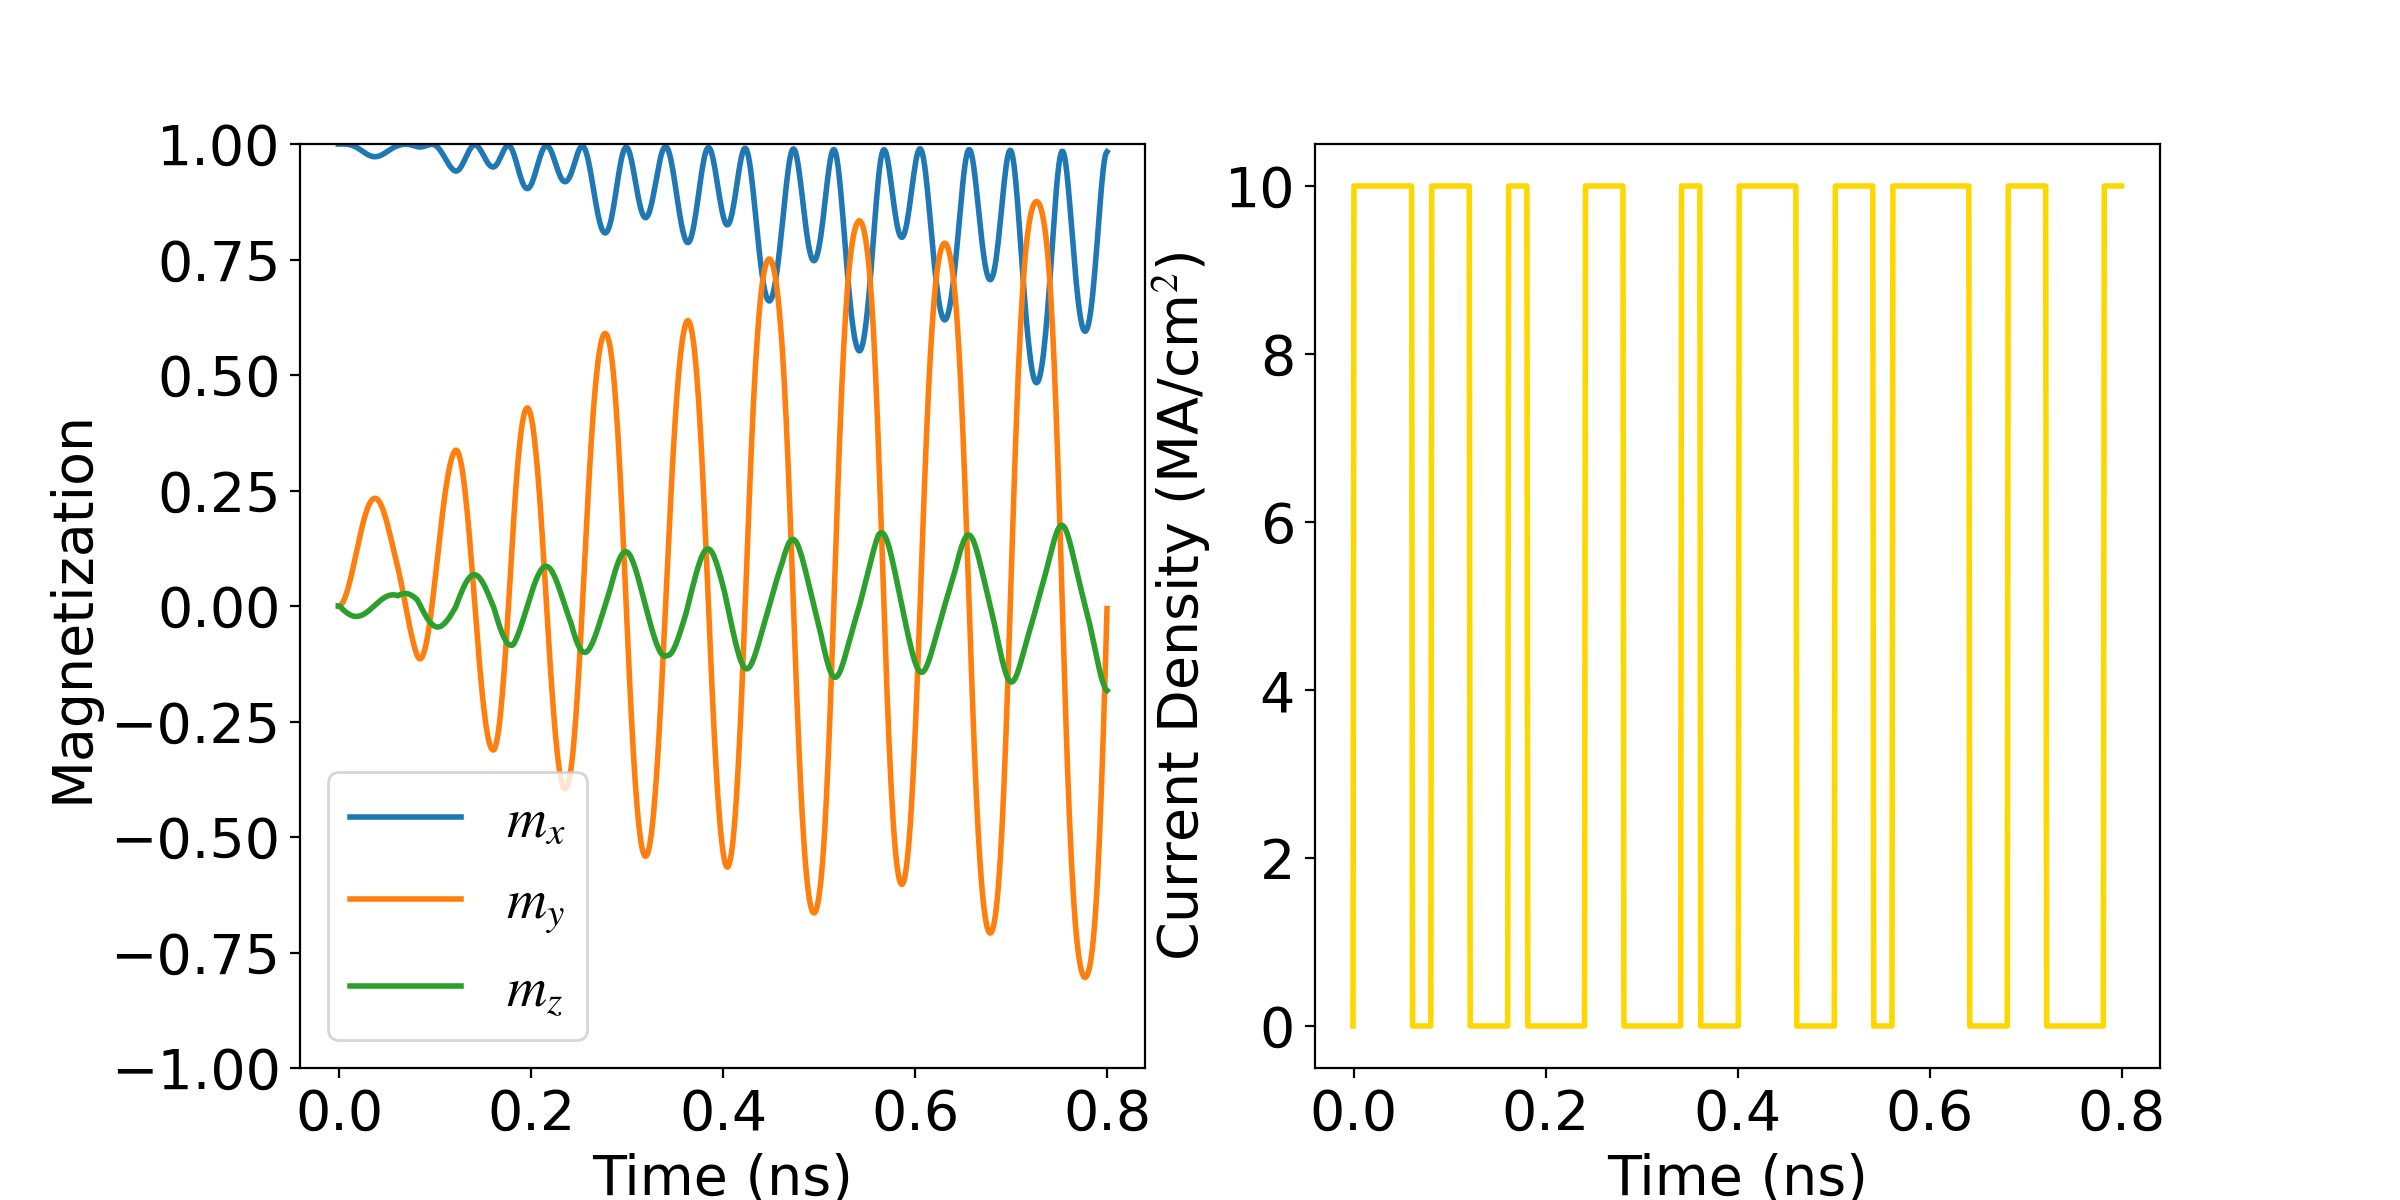 Magnetization
1.00
0.75
0.50
0.25
0.00
−0.25
−0.50
−0.75
−1.00
m_x
m_y
m_z
0.0 0.2 0.4 0.6 0.8
Time (ns)
Current Density (MA/cm²)
10
8
6
4
2
0
0.0 0.2 0.4 0.6 0.8
Time (ns)